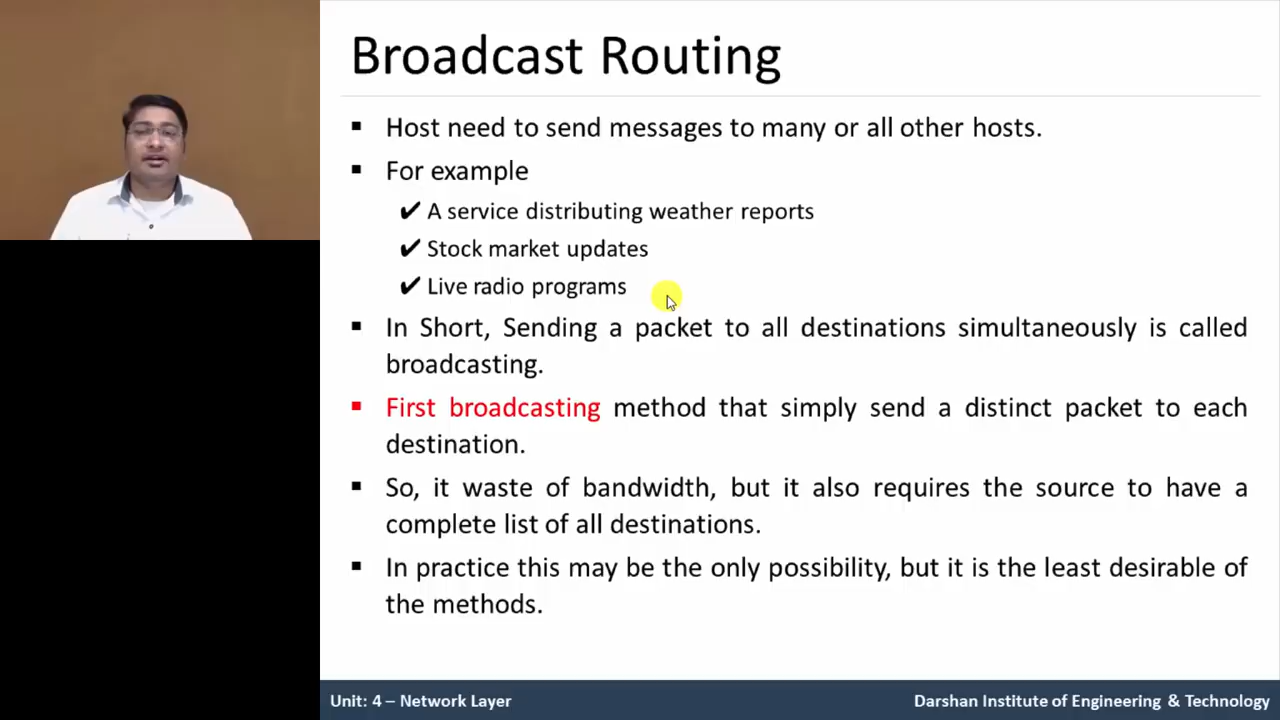 Broadcast Routing
▪ Host need to send messages to many or all other hosts.
▪ For example
✔ A service distributing weather reports
✔ Stock market updates
✔ Live radio programs
▪ In Short, Sending a packet to all destinations simultaneously is called
broadcasting.
▪ First broadcasting method that simply send a distinct packet to each
destination.
▪ So, it waste of bandwidth, but it also requires the source to have a
complete list of all destinations.
▪ In practice this may be the only possibility, but it is the least desirable of
the methods.
Unit: 4 – Network Layer
Darshan Institute of Engineering & Technology